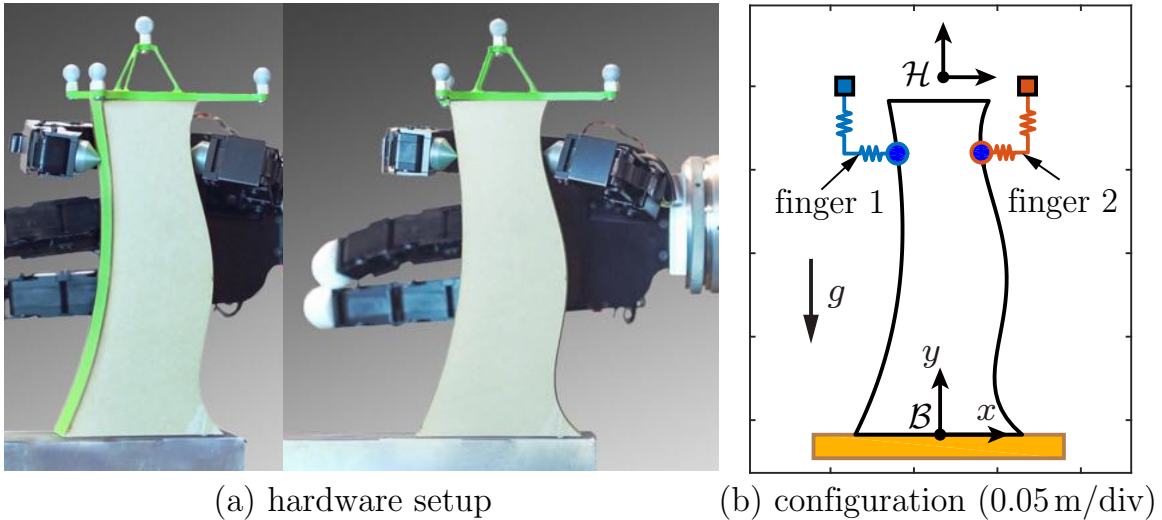 H
finger 1
finger 2
g
y
B
x
(a) hardware setup
(b) configuration (0.05 m/div)